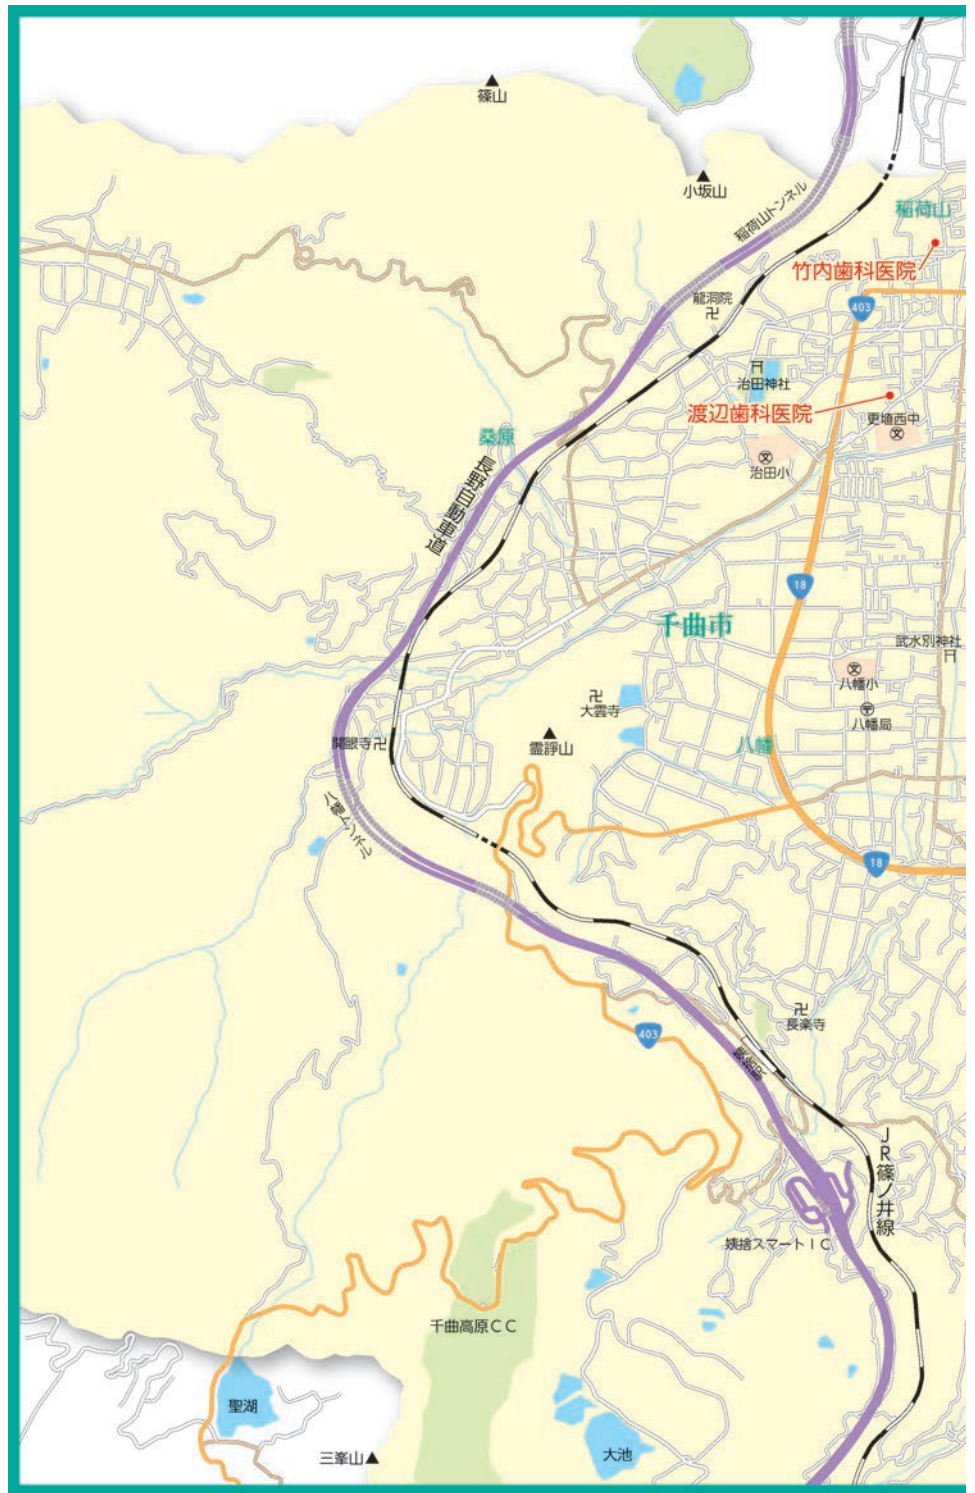 篠山
小坂山
稲荷山トンネル
稲荷山
竹内歯科医院
龍洞院
403
治田神社
渡辺歯科医院
更埴西中
文
文
治田小
桑原
長野自動車道
18
千曲市
武水別神社
文
八幡小
八幡局
大雲寺
霊諍山
八幡
開眼寺
八幡トンネル
18
長楽寺
403
姨捨駅
JR篠ノ井線
姨捨スマートIC
千曲高原CC
聖湖
大池
三峯山